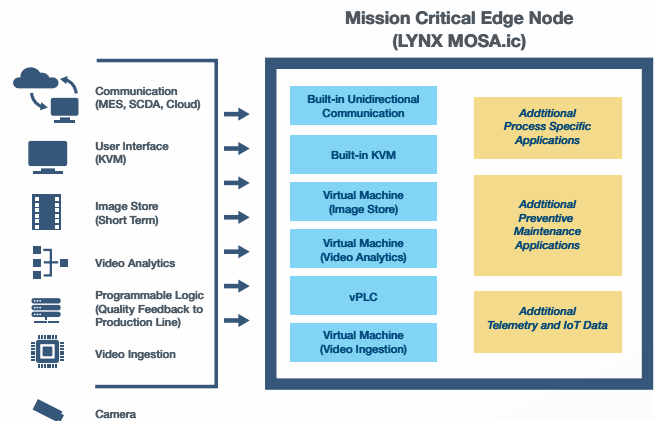 Mission Critical Edge Node
(LYNX MOSA.ic)
Communication
(MES, SCDA, Cloud)
User Interface
(KVM)
Image Store
(Short Term)
Video Analytics
Programmable Logic
(Quality Feedback to
Production Line)
Video Ingestion
Camera
Built-in Unidirectional
Communication
Built-in KVM
Virtual Machine
(Image Store)
Virtual Machine
(Video Analytics)
vPLC
Virtual Machine
(Video Ingestion)
Addtitional
Process Specific
Applications
Addtitional
Preventive
Maintenance
Applications
Addtitional
Telemetry and IoT Data